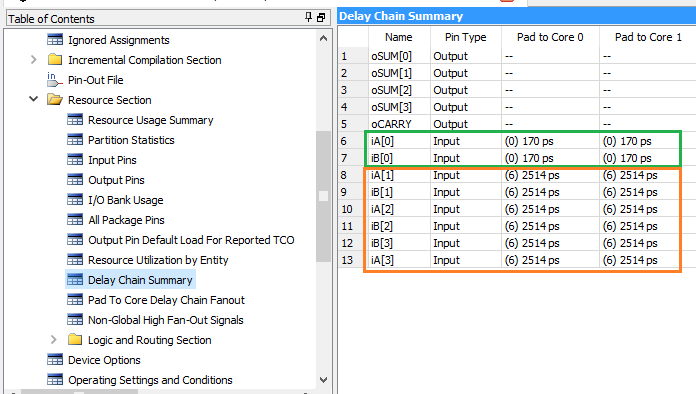 Table of Contents
Ignored Assignments
Incremental Compilation Section
Pin-Out File
Resource Section
Resource Usage Summary
Partition Statistics
Input Pins
Output Pins
I/O Bank Usage
All Package Pins
Output Pin Default Load For Reported TCO
Resource Utilization by Entity
Delay Chain Summary
Pad To Core Delay Chain Fanout
Non-Global High Fan-Out Signals
Logic and Routing Section
Device Options
Operating Settings and Conditions
Delay Chain Summary
Name Pin Type Pad to Core 0 Pad to Core 1
1 oSUM[0] Output -- --
2 oSUM[1] Output -- --
3 oSUM[2] Output -- --
4 oSUM[3] Output -- --
5 oCARRY Output -- --
6 iA[0] Input (0) 170 ps (0) 170 ps
7 iB[0] Input (0) 170 ps (0) 170 ps
8 iA[1] Input (6) 2514 ps (6) 2514 ps
9 iB[1] Input (6) 2514 ps (6) 2514 ps
10 iA[2] Input (6) 2514 ps (6) 2514 ps
11 iB[2] Input (6) 2514 ps (6) 2514 ps
12 iB[3] Input (6) 2514 ps (6) 2514 ps
13 iA[3] Input (6) 2514 ps (6) 2514 ps